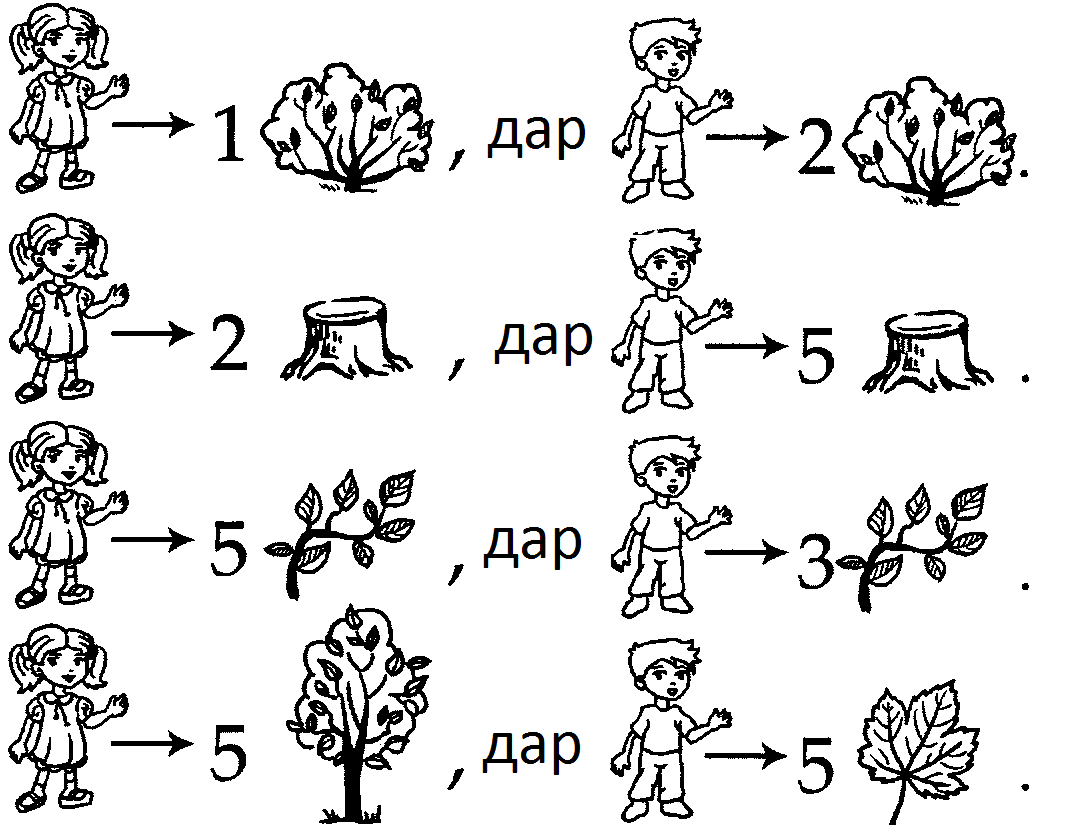 1 , дар 2 .
2 , дар 5 .
5 , дар 3 .
5 , дар 5 .